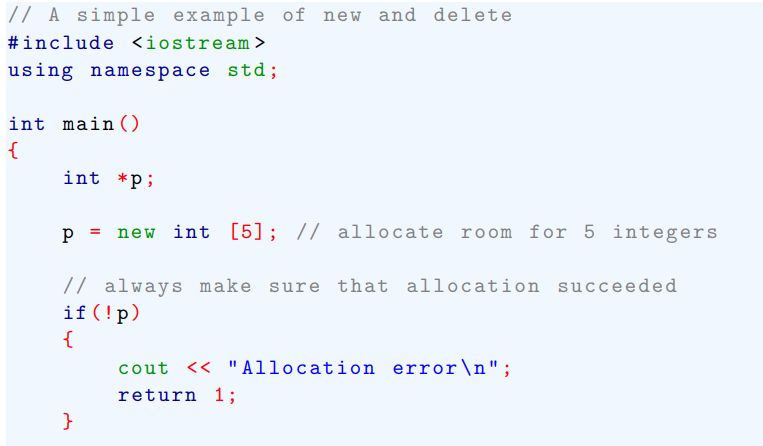 // A simple example of new and delete
#include <iostream>
using namespace std;
int main()
{
int *p;
p = new int [5]; // allocate room for 5 integers
// always make sure that allocation succeeded
if(!p)
{
cout << "Allocation error\n";
return 1;
}